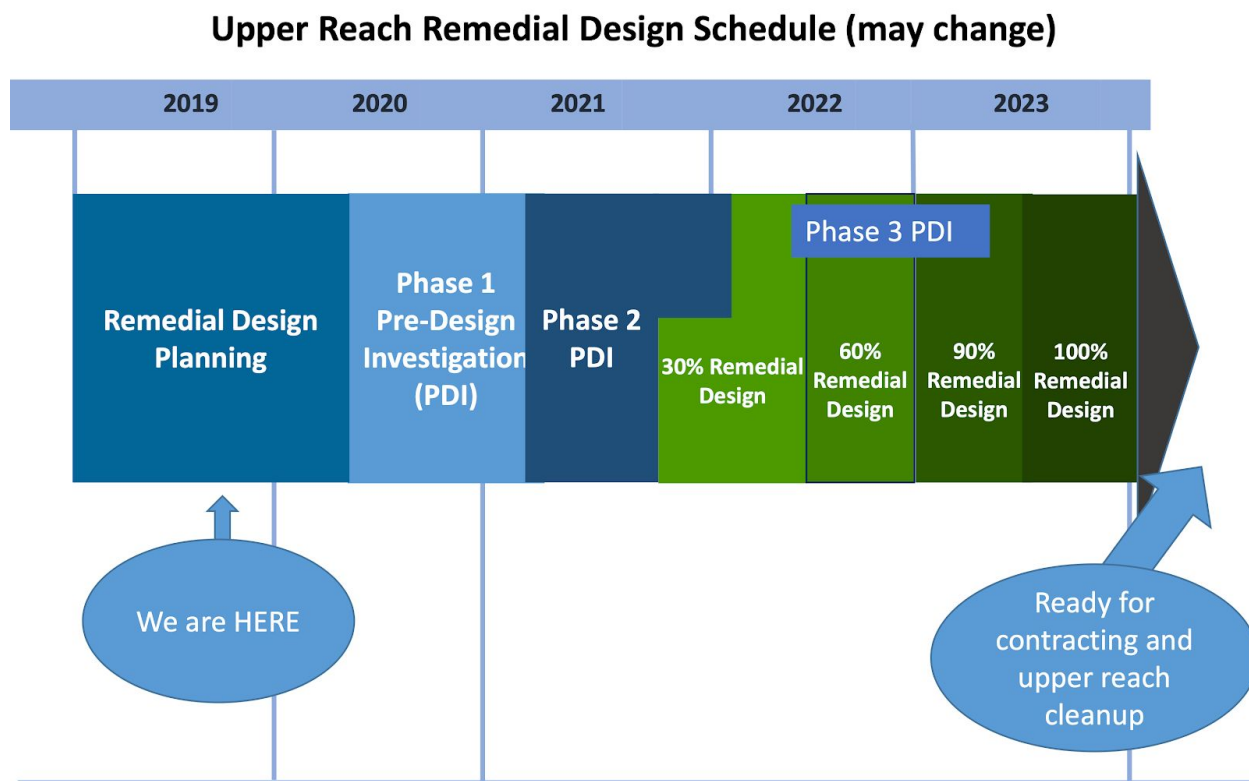 Upper Reach Remedial Design Schedule (may change)
2019 2020 2021 2022 2023
Remedial Design
Planning
Phase 1
Pre-Design
Investigation
(PDI)
Phase 2
PDI
Phase 3 PDI
30% Remedial
Design
60%
Remedial
Design
90%
Remedial
Design
100%
Remedial
Design
We are HERE
Ready for
contracting and
upper reach
cleanup